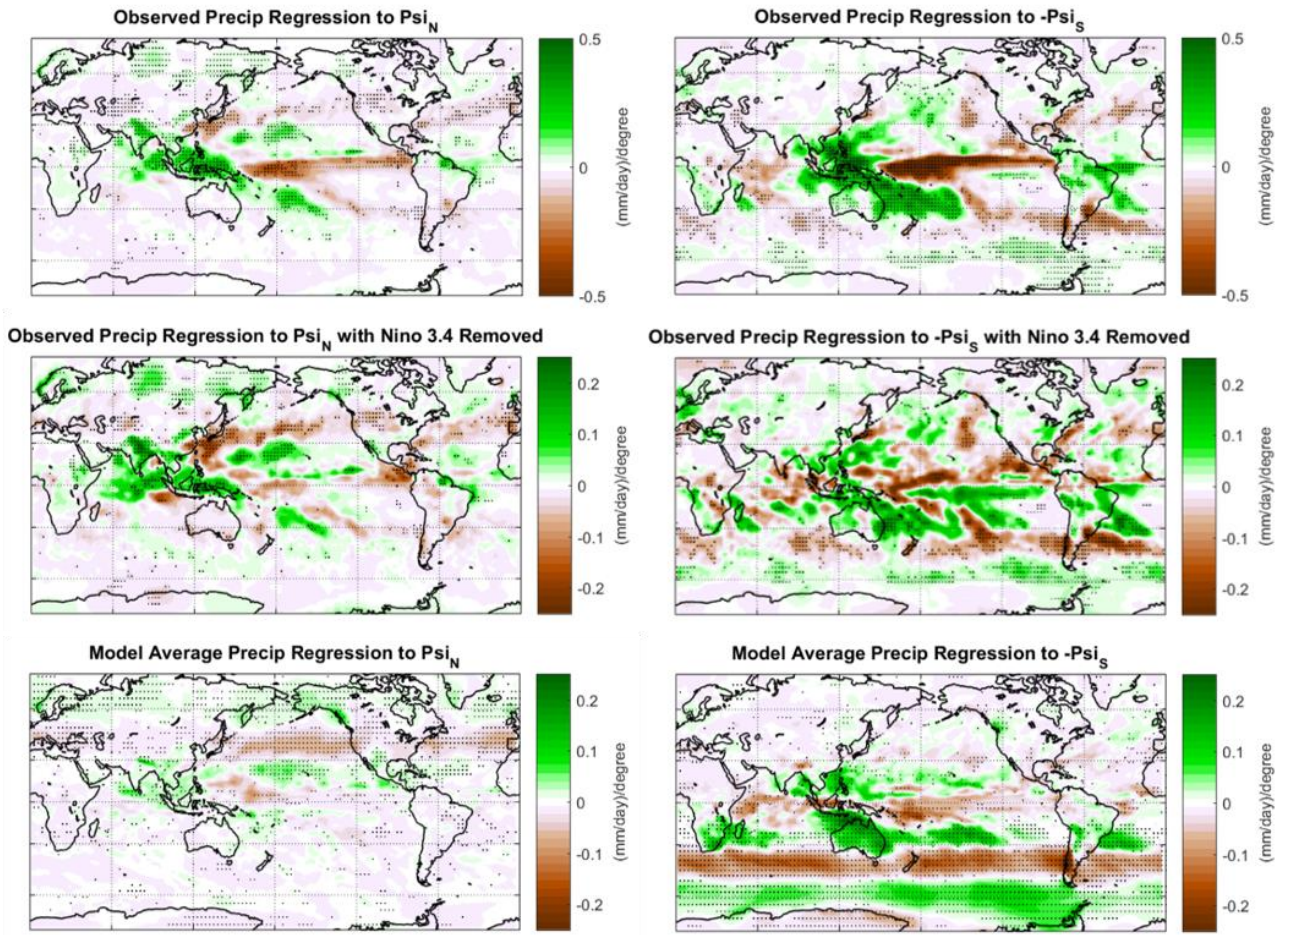 Observed Precip Regression to Psi_N
0.5
0
-0.5
(mm/day)/degree
Observed Precip Regression to -Psi_S
0.5
0
-0.5
(mm/day)/degree
Observed Precip Regression to Psi_N with Nino 3.4 Removed
0.2
0.1
0
-0.1
-0.2
(mm/day)/degree
Observed Precip Regression to -Psi_S with Nino 3.4 Removed
0.2
0.1
0
-0.1
-0.2
(mm/day)/degree
Model Average Precip Regression to Psi_N
0.2
0.1
0
-0.1
-0.2
(mm/day)/degree
Model Average Precip Regression to -Psi_S
0.2
0.1
0
-0.1
-0.2
(mm/day)/degree